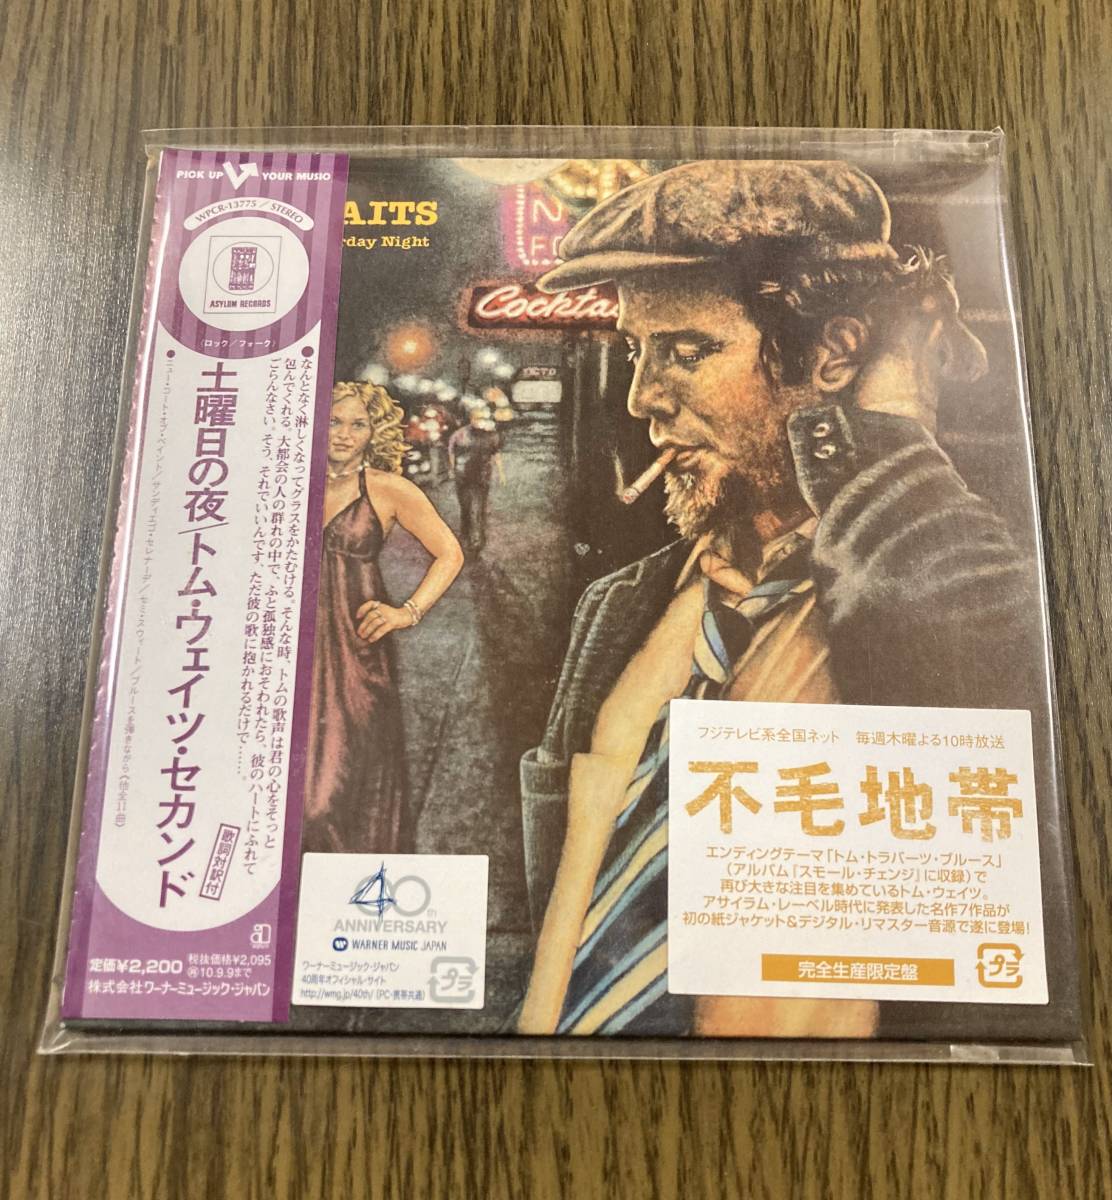 PICK UP YOUR MUSIC
WPCR-13775 / STEREO
ASYLUM RECORDS
(ロック/フォーク)
●なんとなく淋しくなってグラスをかたむける。そんな時、トムの歌声は君の心をそっと
包んでくれる。大都会の人の群れの中で、ふと孤独感におそわれたら、彼のハートにふれて
ごらんなさい。そう、それでいいんです、ただ彼の歌に抱かれるだけで……。
土曜日の夜/トム・ウェイツ・セカンド
●ニュー・コート・オブ・ペイント/サンディエゴ・セレナーデ/セミ・スウィート/ブルースを弾きながら《他全11曲》
歌詞対訳付
定価¥2,200 税抜価格¥2,095
10.9.9まで
株式会社ワーナーミュージック・ジャパン
AITS
rday Night
N
FO
Cockta
40th
ANNIVERSARY
WARNER MUSIC JAPAN
ワーナーミュージック・ジャパン
40周年オフィシャル・サイト
http://wmg.jp/40th/ (PC・携帯共通)
プラ
フジテレビ系全国ネット 毎週木曜よる10時放送
不毛地帯
エンディングテーマ「トム・トラバーツ・ブルース」
(アルバム『スモール・チェンジ』に収録)で
再び大きな注目を集めているトム・ウェイツ。
アサイラム・レーベル時代に発表した名作7作品が
初の紙ジャケット&デジタル・リマスター音源で遂に登場!
完全生産限定盤
プラ